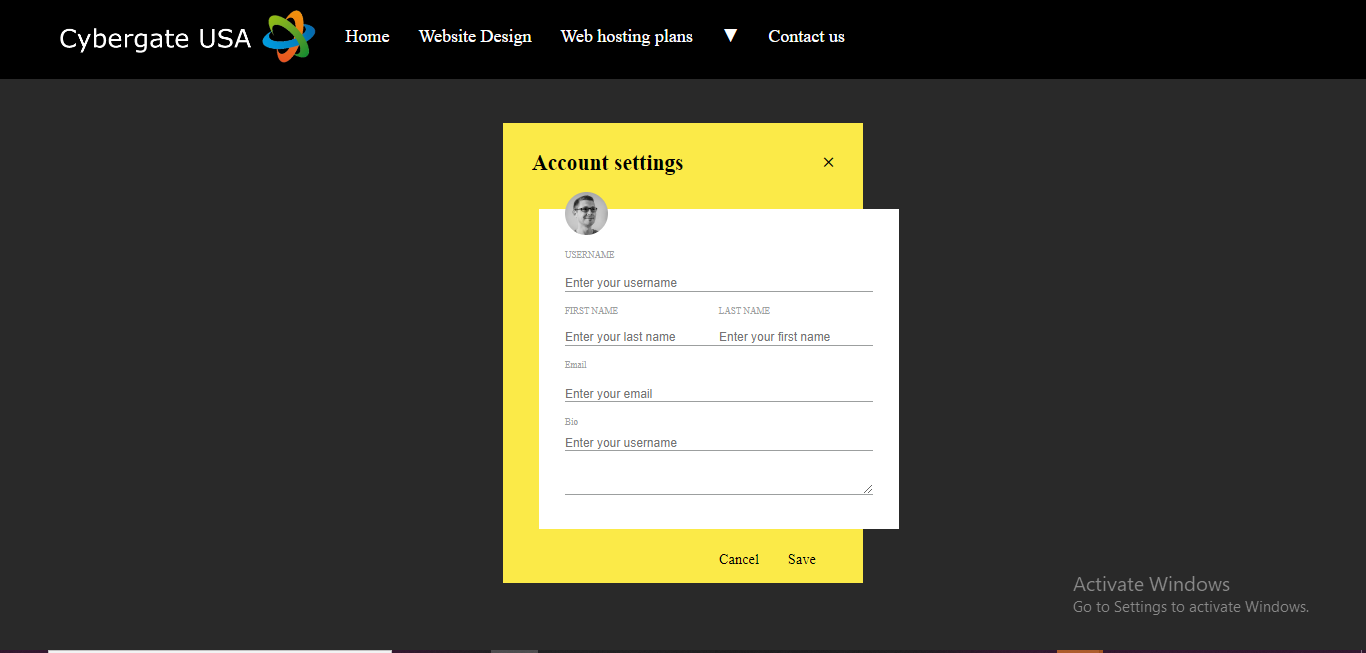 Cybergate USA
Home Website Design Web hosting plans ▼ Contact us
Account settings ×
USERNAME
Enter your username
FIRST NAME LAST NAME
Enter your last name Enter your first name
Email
Enter your email
Bio
Enter your username
Cancel Save
Activate Windows
Go to Settings to activate Windows.